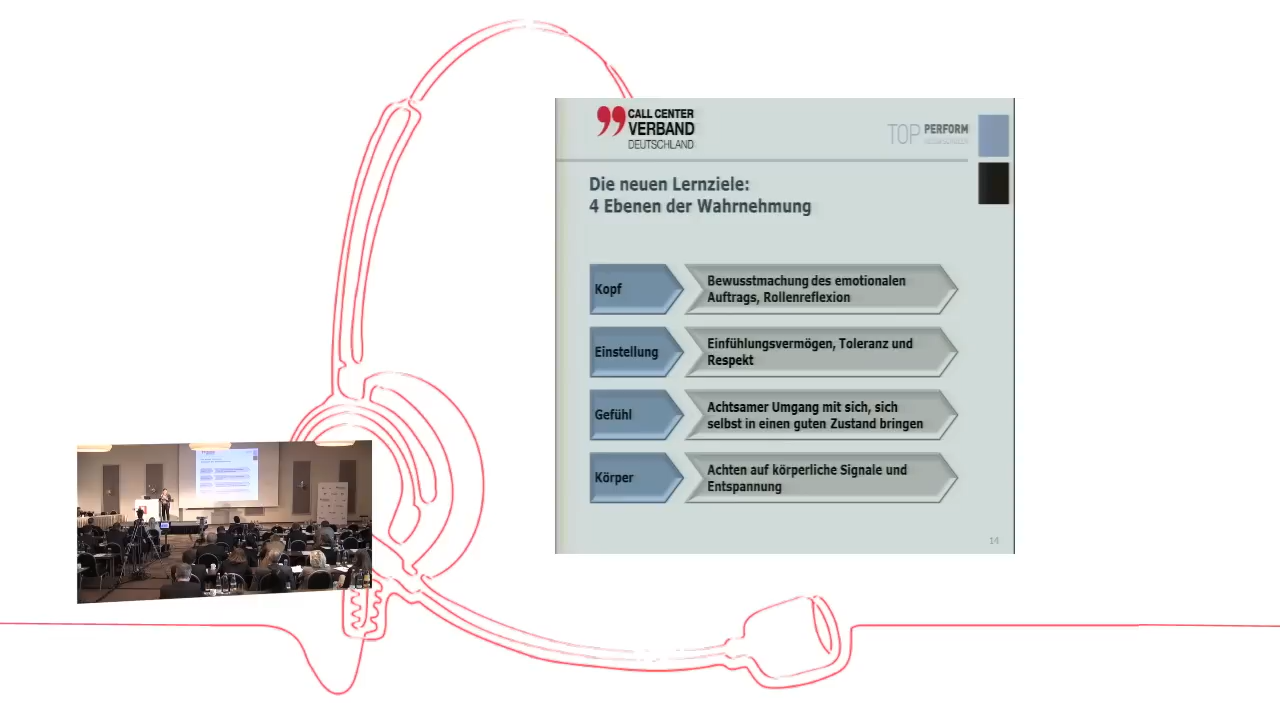 CALL CENTER
VERBAND
DEUTSCHLAND
TOP PERFORM
Die neuen Lernziele:
4 Ebenen der Wahrnehmung
Kopf
Bewusstmachung des emotionalen
Auftrags, Rollenreflexion
Einstellung
Einfühlungsvermögen, Toleranz und
Respekt
Gefühl
Achtsamer Umgang mit sich, sich
selbst in einen guten Zustand bringen
Körper
Achten auf körperliche Signale und
Entspannung
14